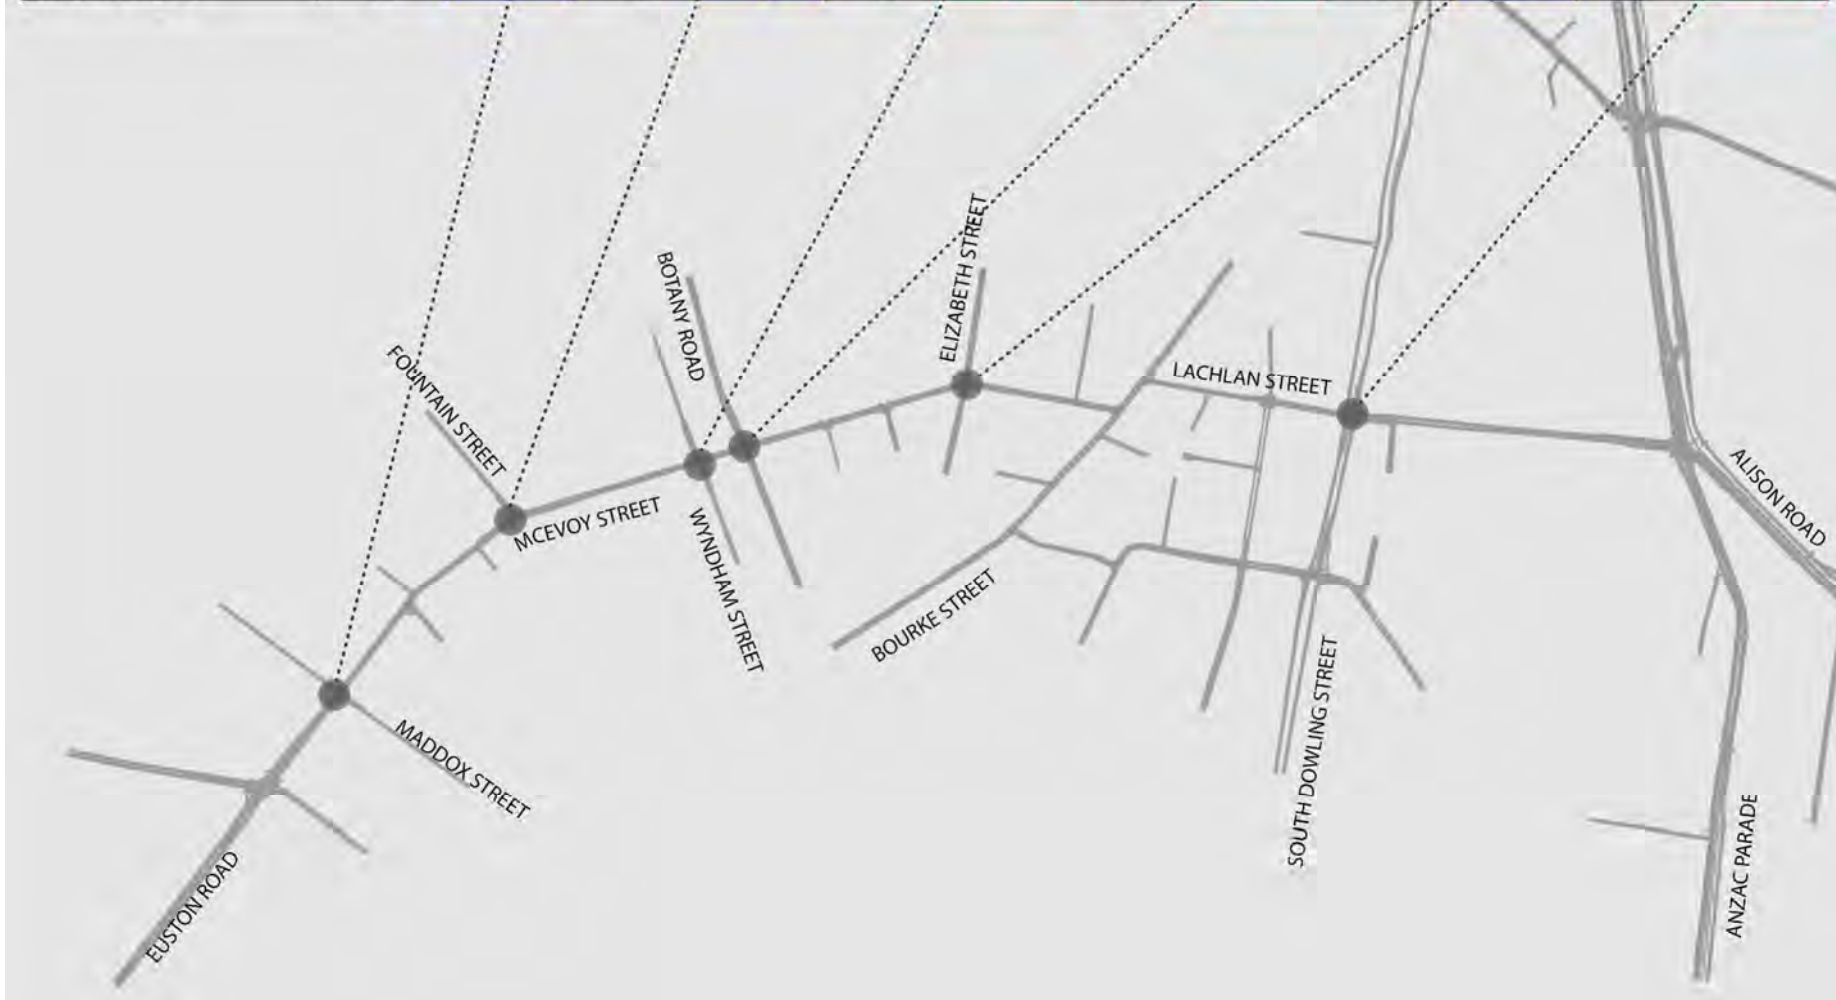 FOUNTAIN STREET
BOTANY ROAD
ELIZABETH STREET
LACHLAN STREET
MCEVOY STREET
WYNDHAM STREET
ALISON ROAD
BOURKE STREET
MADDOX STREET
SOUTH DOWLING STREET
EUSTON ROAD
ANZAC PARADE